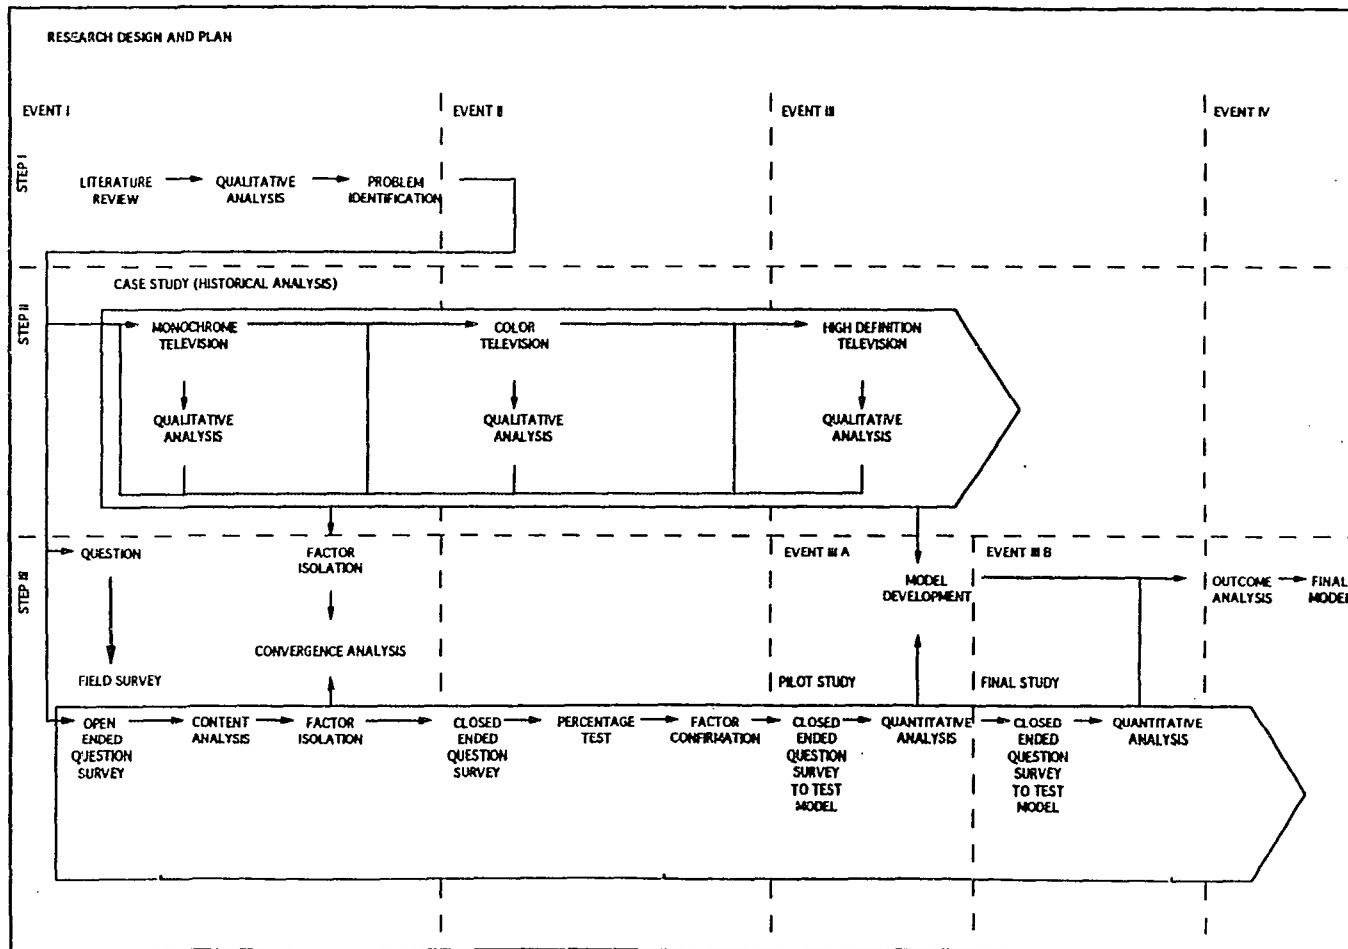 RESEARCH DESIGN AND PLAN
EVENT I
EVENT II
EVENT III
EVENT IV
STEP I
LITERATURE
REVIEW
QUALITATIVE
ANALYSIS
PROBLEM
IDENTIFICATION
STEP II
CASE STUDY (HISTORICAL ANALYSIS)
MONOCHROME
TELEVISION
COLOR
TELEVISION
HIGH DEFINITION
TELEVISION
QUALITATIVE
ANALYSIS
QUALITATIVE
ANALYSIS
QUALITATIVE
ANALYSIS
STEP III
QUESTION
FACTOR
ISOLATION
EVENT III A
EVENT III B
MODEL
DEVELOPMENT
OUTCOME
ANALYSIS
FINAL
MODEL
CONVERGENCE ANALYSIS
FIELD SURVEY
PILOT STUDY
FINAL STUDY
OPEN
ENDED
QUESTION
SURVEY
CONTENT
ANALYSIS
FACTOR
ISOLATION
CLOSED
ENDED
QUESTION
SURVEY
PERCENTAGE
TEST
FACTOR
CONFIRMATION
CLOSED
ENDED
QUESTION
SURVEY
TO TEST
MODEL
QUANTITATIVE
ANALYSIS
CLOSED
ENDED
QUESTION
SURVEY
TO TEST
MODEL
QUANTITATIVE
ANALYSIS